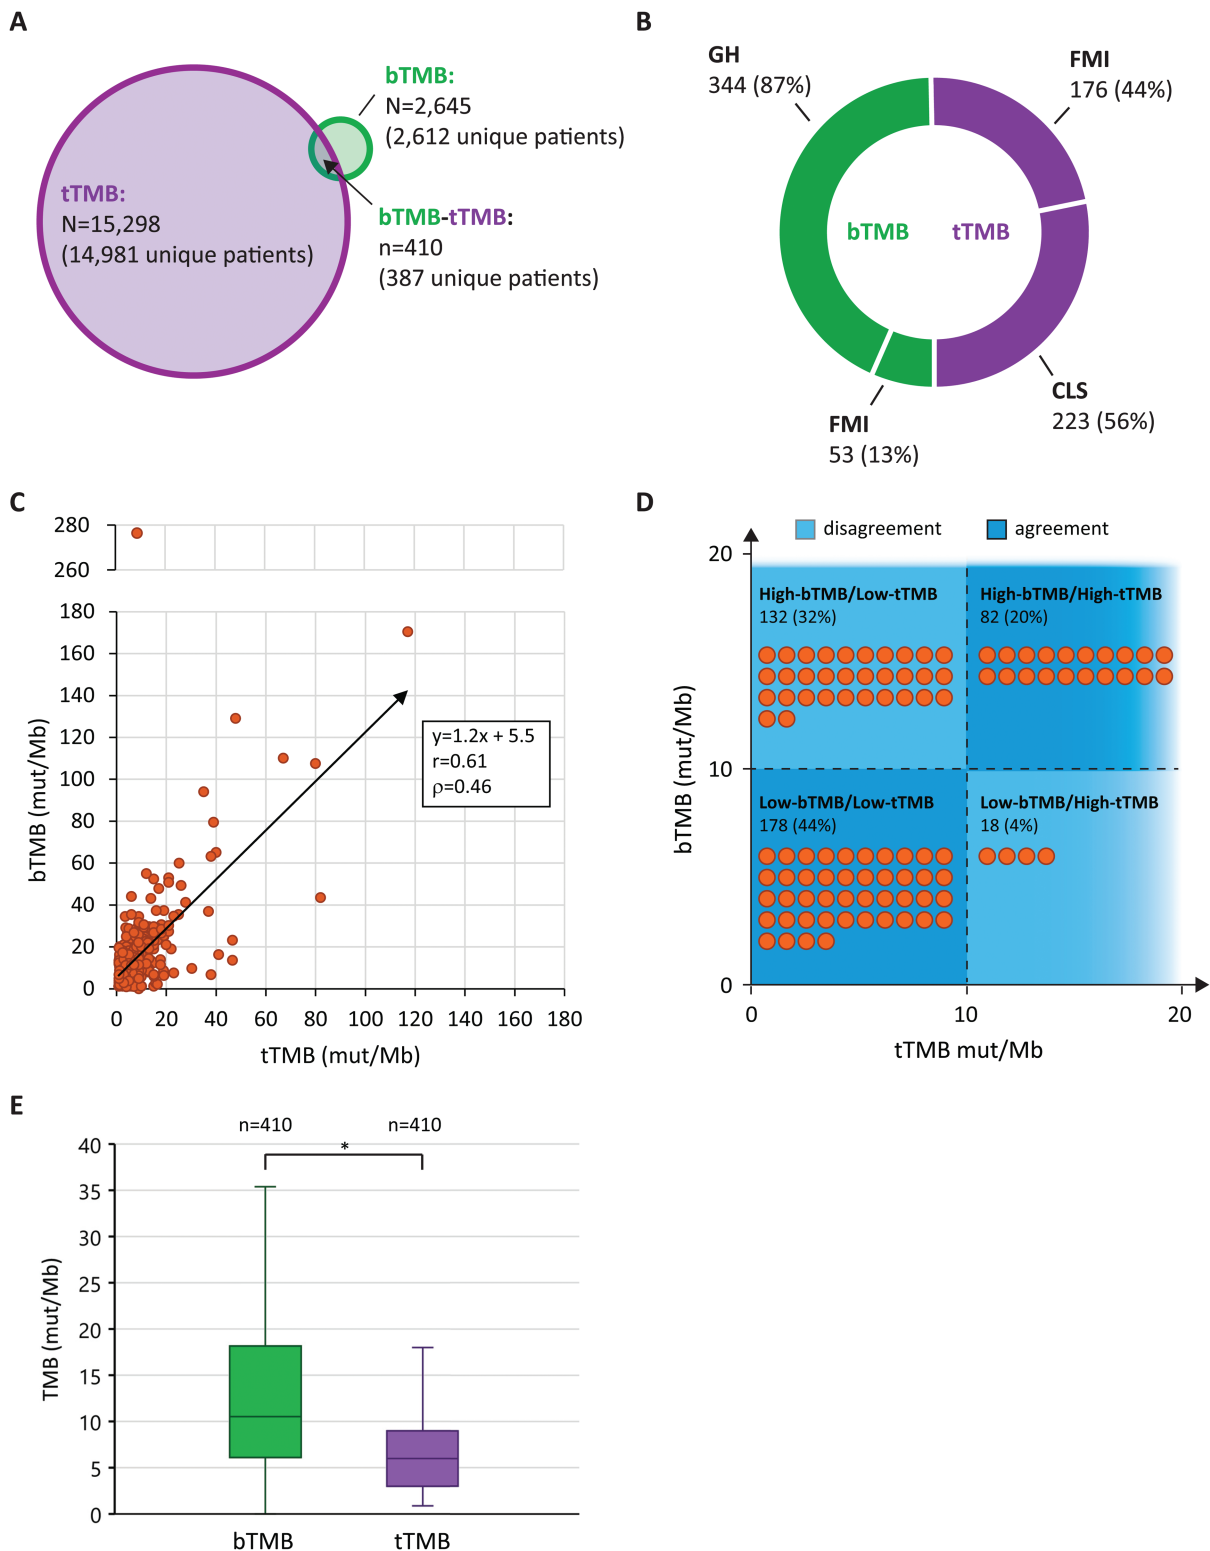 A
bTMB:
N=2,645
(2,612 unique patients)
tTMB:
N=15,298
(14,981 unique patients)
bTMB-tTMB:
n=410
(387 unique patients)
B
GH
344 (87%)
FMI
176 (44%)
bTMB
tTMB
CLS
223 (56%)
FMI
53 (13%)
C
280
260
180
160
140
120
100
80
60
40
20
0
bTMB (mut/Mb)
y=1.2x + 5.5
r=0.61
ρ=0.46
0 20 40 60 80 100 120 140 160 180
tTMB (mut/Mb)
D
disagreement
agreement
20
10
0
bTMB (mut/Mb)
High-bTMB/Low-tTMB
132 (32%)
High-bTMB/High-tTMB
82 (20%)
Low-bTMB/Low-tTMB
178 (44%)
Low-bTMB/High-tTMB
18 (4%)
0 10 20
tTMB mut/Mb
E
n=410 n=410
*
40
35
30
25
20
15
10
5
0
TMB (mut/Mb)
bTMB tTMB